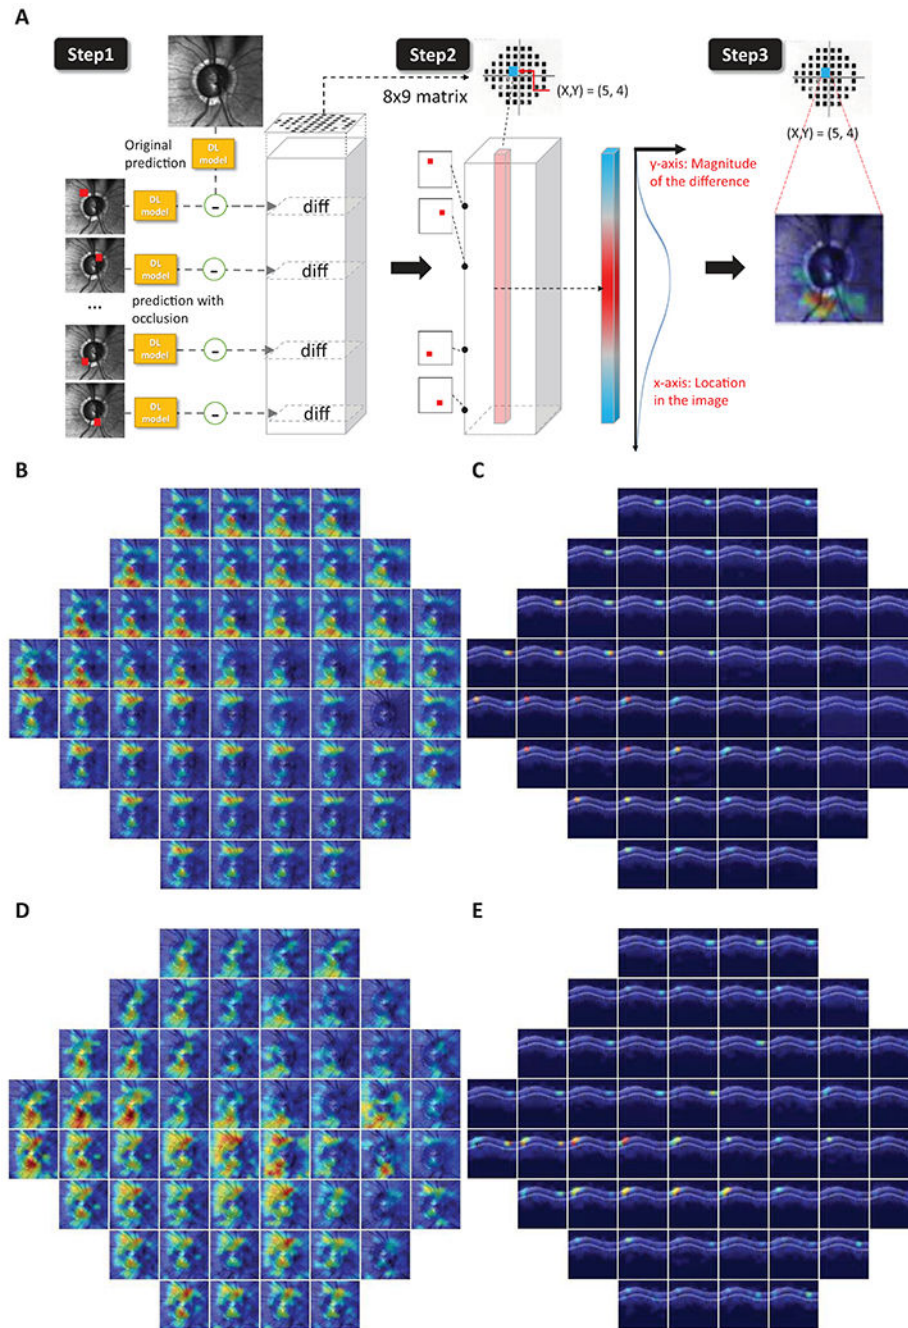 A
Step1
Step2
Step3
8x9 matrix
(X,Y) = (5, 4)
(X,Y) = (5, 4)
Original
prediction
DL
model
DL
model
-
diff
y-axis: Magnitude
of the difference
DL
model
-
diff
...
prediction with
occlusion
DL
model
-
diff
x-axis: Location
in the image
DL
model
-
diff
B
C
D
E